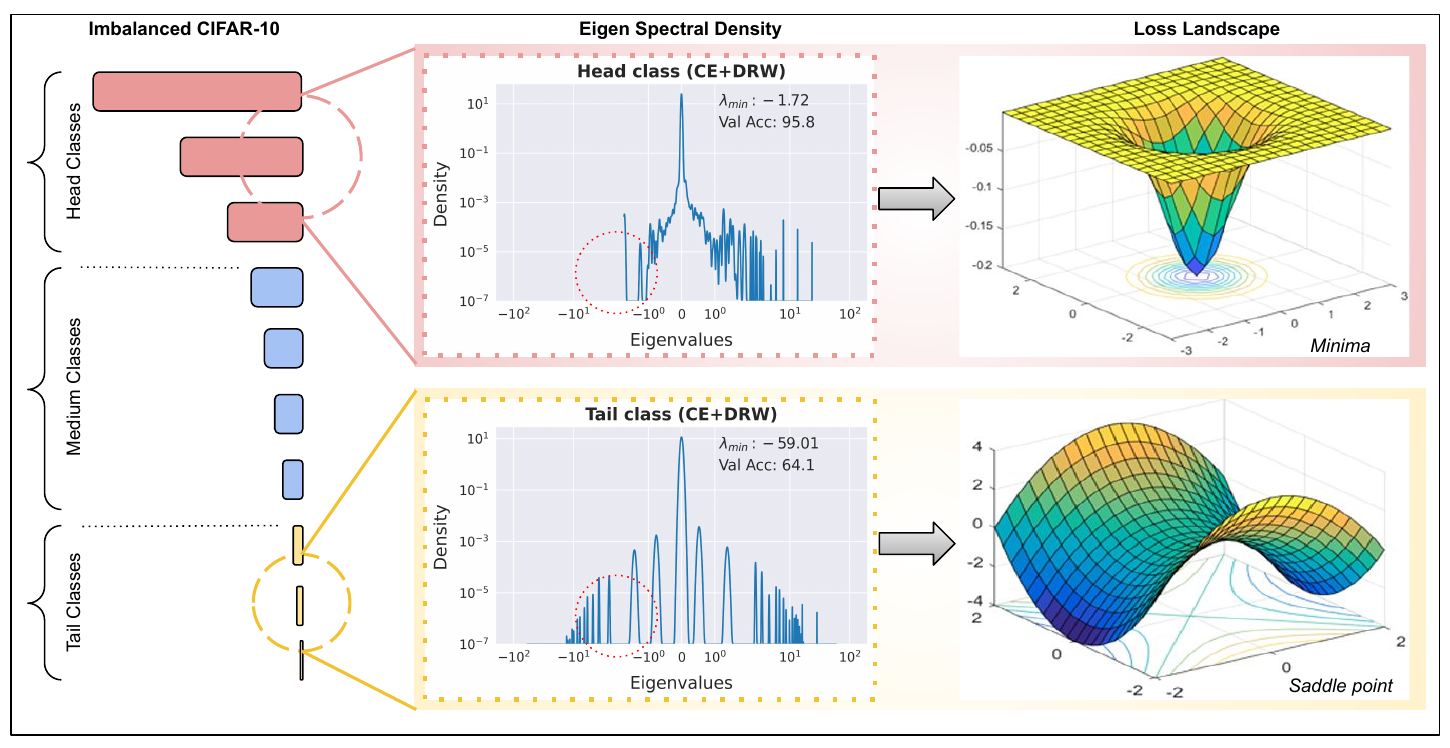 Imbalanced CIFAR-10
Eigen Spectral Density
Loss Landscape
Head Classes
Medium Classes
Tail Classes
Head class (CE+DRW)
λ_min : −1.72
Val Acc: 95.8
Density
10^1
10^−1
10^−3
10^−5
10^−7
−10^2
−10^1
−10^0
0
10^0
10^1
10^2
Eigenvalues
-0.05
-0.1
-0.15
-0.2
2
0
-2
-3
-2
-1
0
1
2
3
Minima
Tail class (CE+DRW)
λ_min : −59.01
Val Acc: 64.1
Density
10^1
10^−1
10^−3
10^−5
10^−7
−10^2
−10^1
−10^0
0
10^0
10^1
10^2
Eigenvalues
4
2
0
-2
-4
2
0
-2
-2
0
2
Saddle point